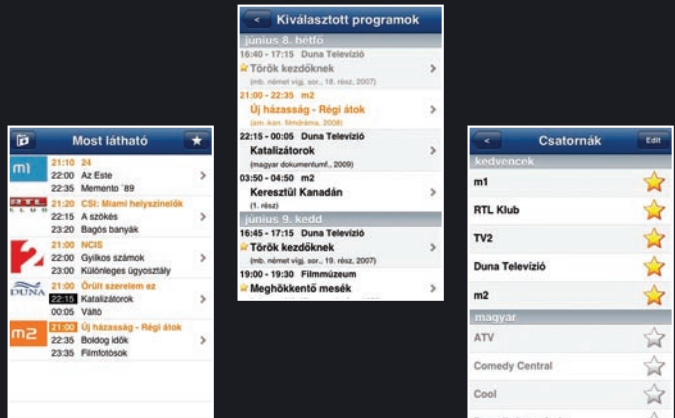 Most látható
m1
21:10 24
22:00 Az Este
22:35 Memento '89
RTL KLUB
21:20 CSI: Miami helyszínelők
22:15 A szökés
23:20 Bagós banyák
2
21:00 NCIS
22:00 Gyilkos számok
23:00 Különleges ügyosztály
DUNA
21:00 Őrült szerelem ez
22:15 Katalizátorok
00:05 Váltó
m2
21:00 Új házasság - Régi átok
22:35 Boldog idők
23:35 Filmfotósok
< Kiválasztott programok
június 8. hétfő
16:40 - 17:15 Duna Televízió
Török kezdőknek
(mb. német vígj. sor., 18. rész, 2007)
21:00 - 22:35 m2
Új házasság - Régi átok
(am. kan. filmdráma, 2008)
22:15 - 00:05 Duna Televízió
Katalizátorok
(magyar dokumentumf., 2009)
03:50 - 04:50 m2
Keresztül Kanadán
(1. rész)
június 9. kedd
16:45 - 17:15 Duna Televízió
Török kezdőknek
(mb. német vígj. sor., 19. rész, 2007)
19:00 - 19:30 Filmmúzeum
Meghökkentő mesék
< Csatornák Edit
kedvencek
m1
RTL Klub
TV2
Duna Televízió
m2
magyar
ATV
Comedy Central
Cool